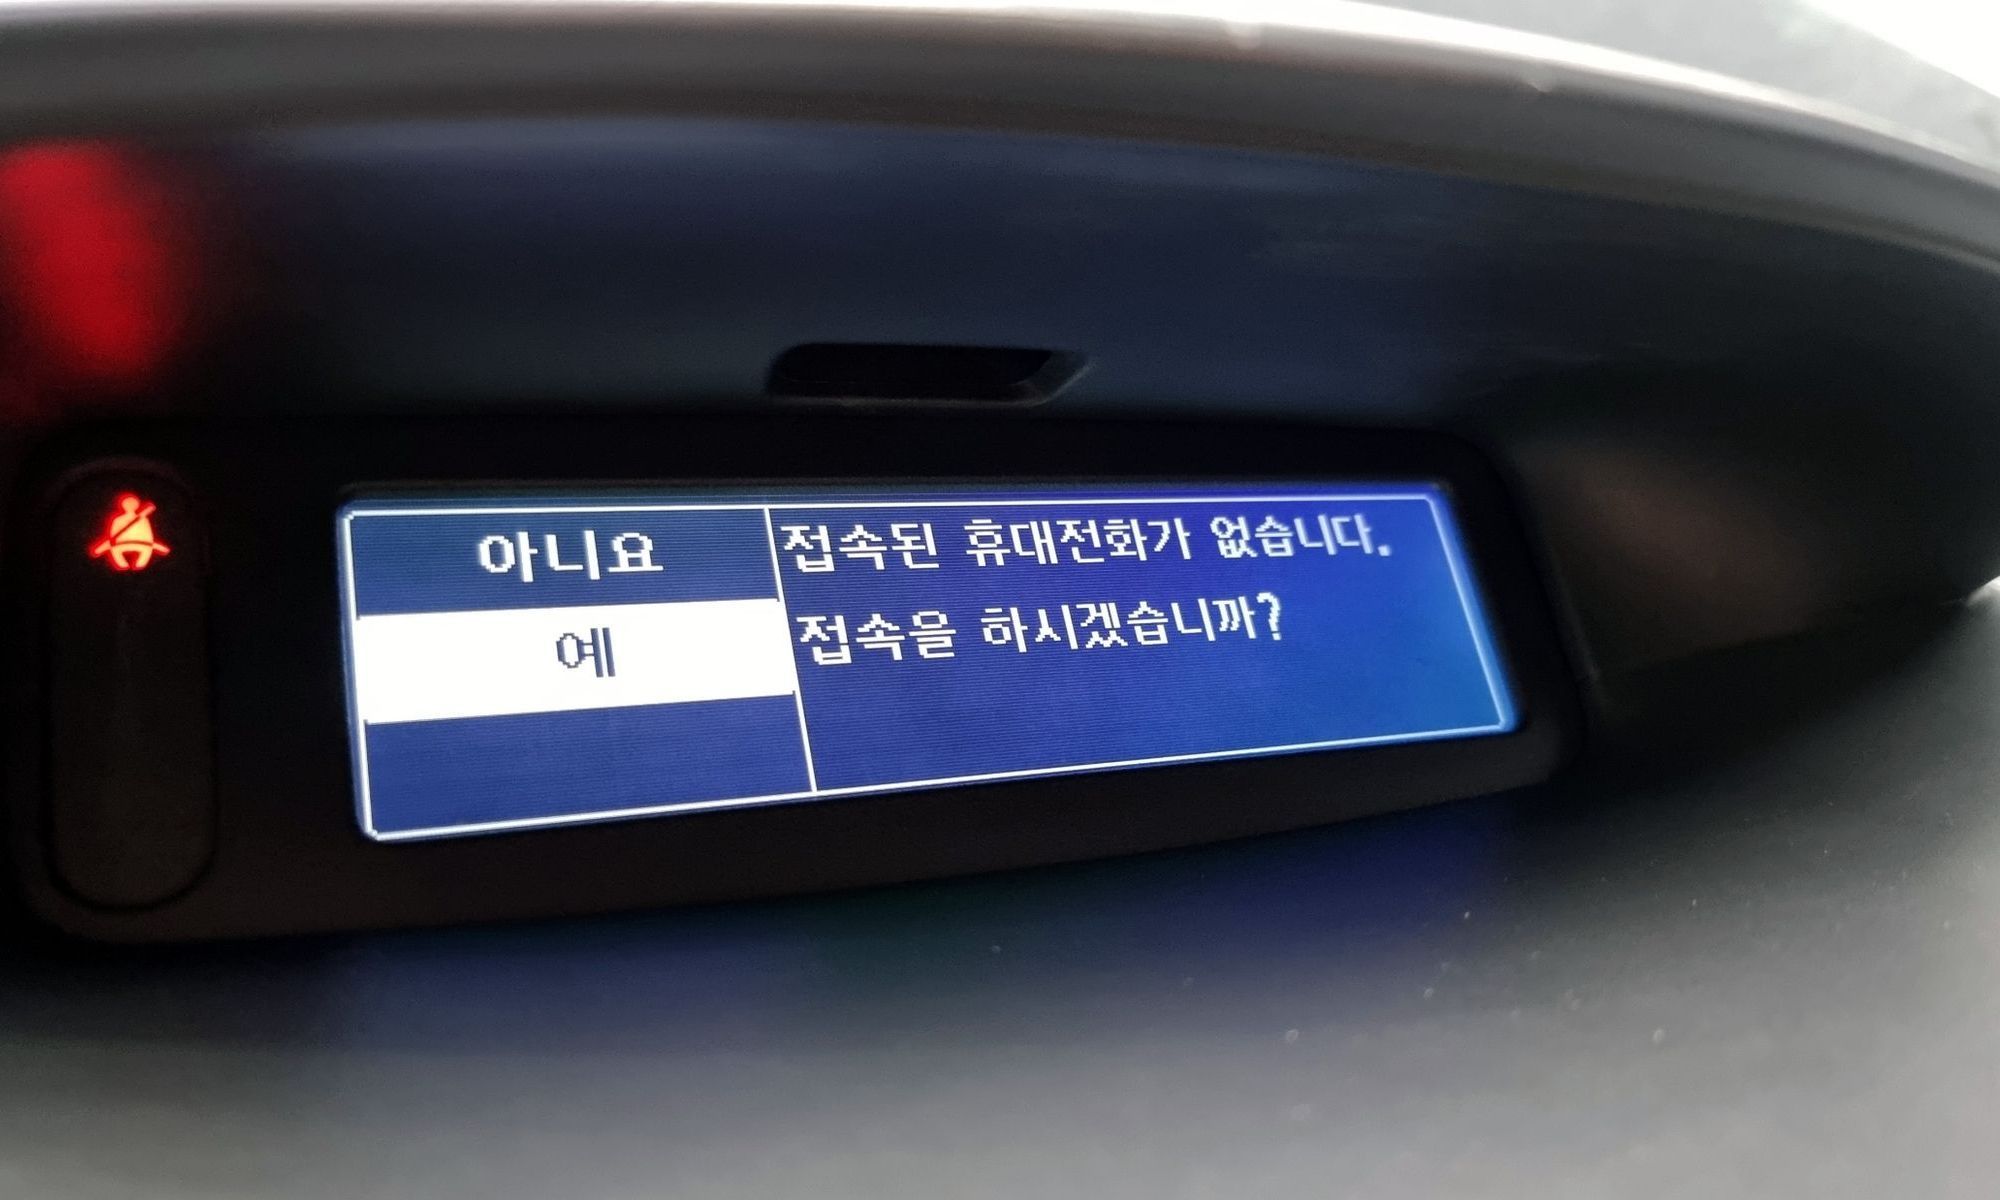 아니요
예
접속된 휴대전화가 없습니다.
접속을 하시겠습니까?